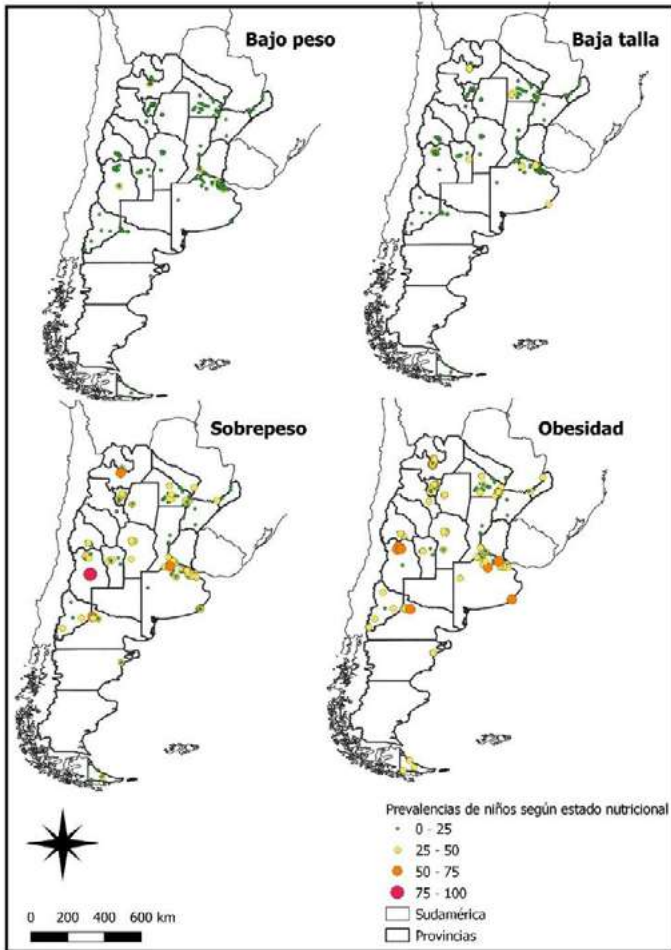 Bajo peso
Baja talla
Sobrepeso
Obesidad
Prevalencias de niños según estado nutricional
0 - 25
25 - 50
50 - 75
75 - 100
Sudamérica
Provincias
0 200 400 600 km